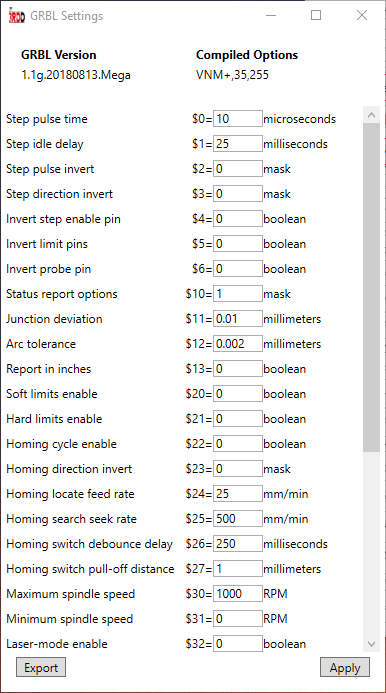 IRDD GRBL Settings
GRBL Version Compiled Options
1.1g.20180813.Mega VNM+,35,255
Step pulse time $0= 10 microseconds
Step idle delay $1= 25 milliseconds
Step pulse invert $2= 0 mask
Step direction invert $3= 0 mask
Invert step enable pin $4= 0 boolean
Invert limit pins $5= 0 boolean
Invert probe pin $6= 0 boolean
Status report options $10= 1 mask
Junction deviation $11= 0.01 millimeters
Arc tolerance $12= 0.002 millimeters
Report in inches $13= 0 boolean
Soft limits enable $20= 0 boolean
Hard limits enable $21= 0 boolean
Homing cycle enable $22= 0 boolean
Homing direction invert $23= 0 mask
Homing locate feed rate $24= 25 mm/min
Homing search seek rate $25= 500 mm/min
Homing switch debounce delay $26= 250 milliseconds
Homing switch pull-off distance $27= 1 millimeters
Maximum spindle speed $30= 1000 RPM
Minimum spindle speed $31= 0 RPM
Laser-mode enable $32= 0 boolean
Export Apply